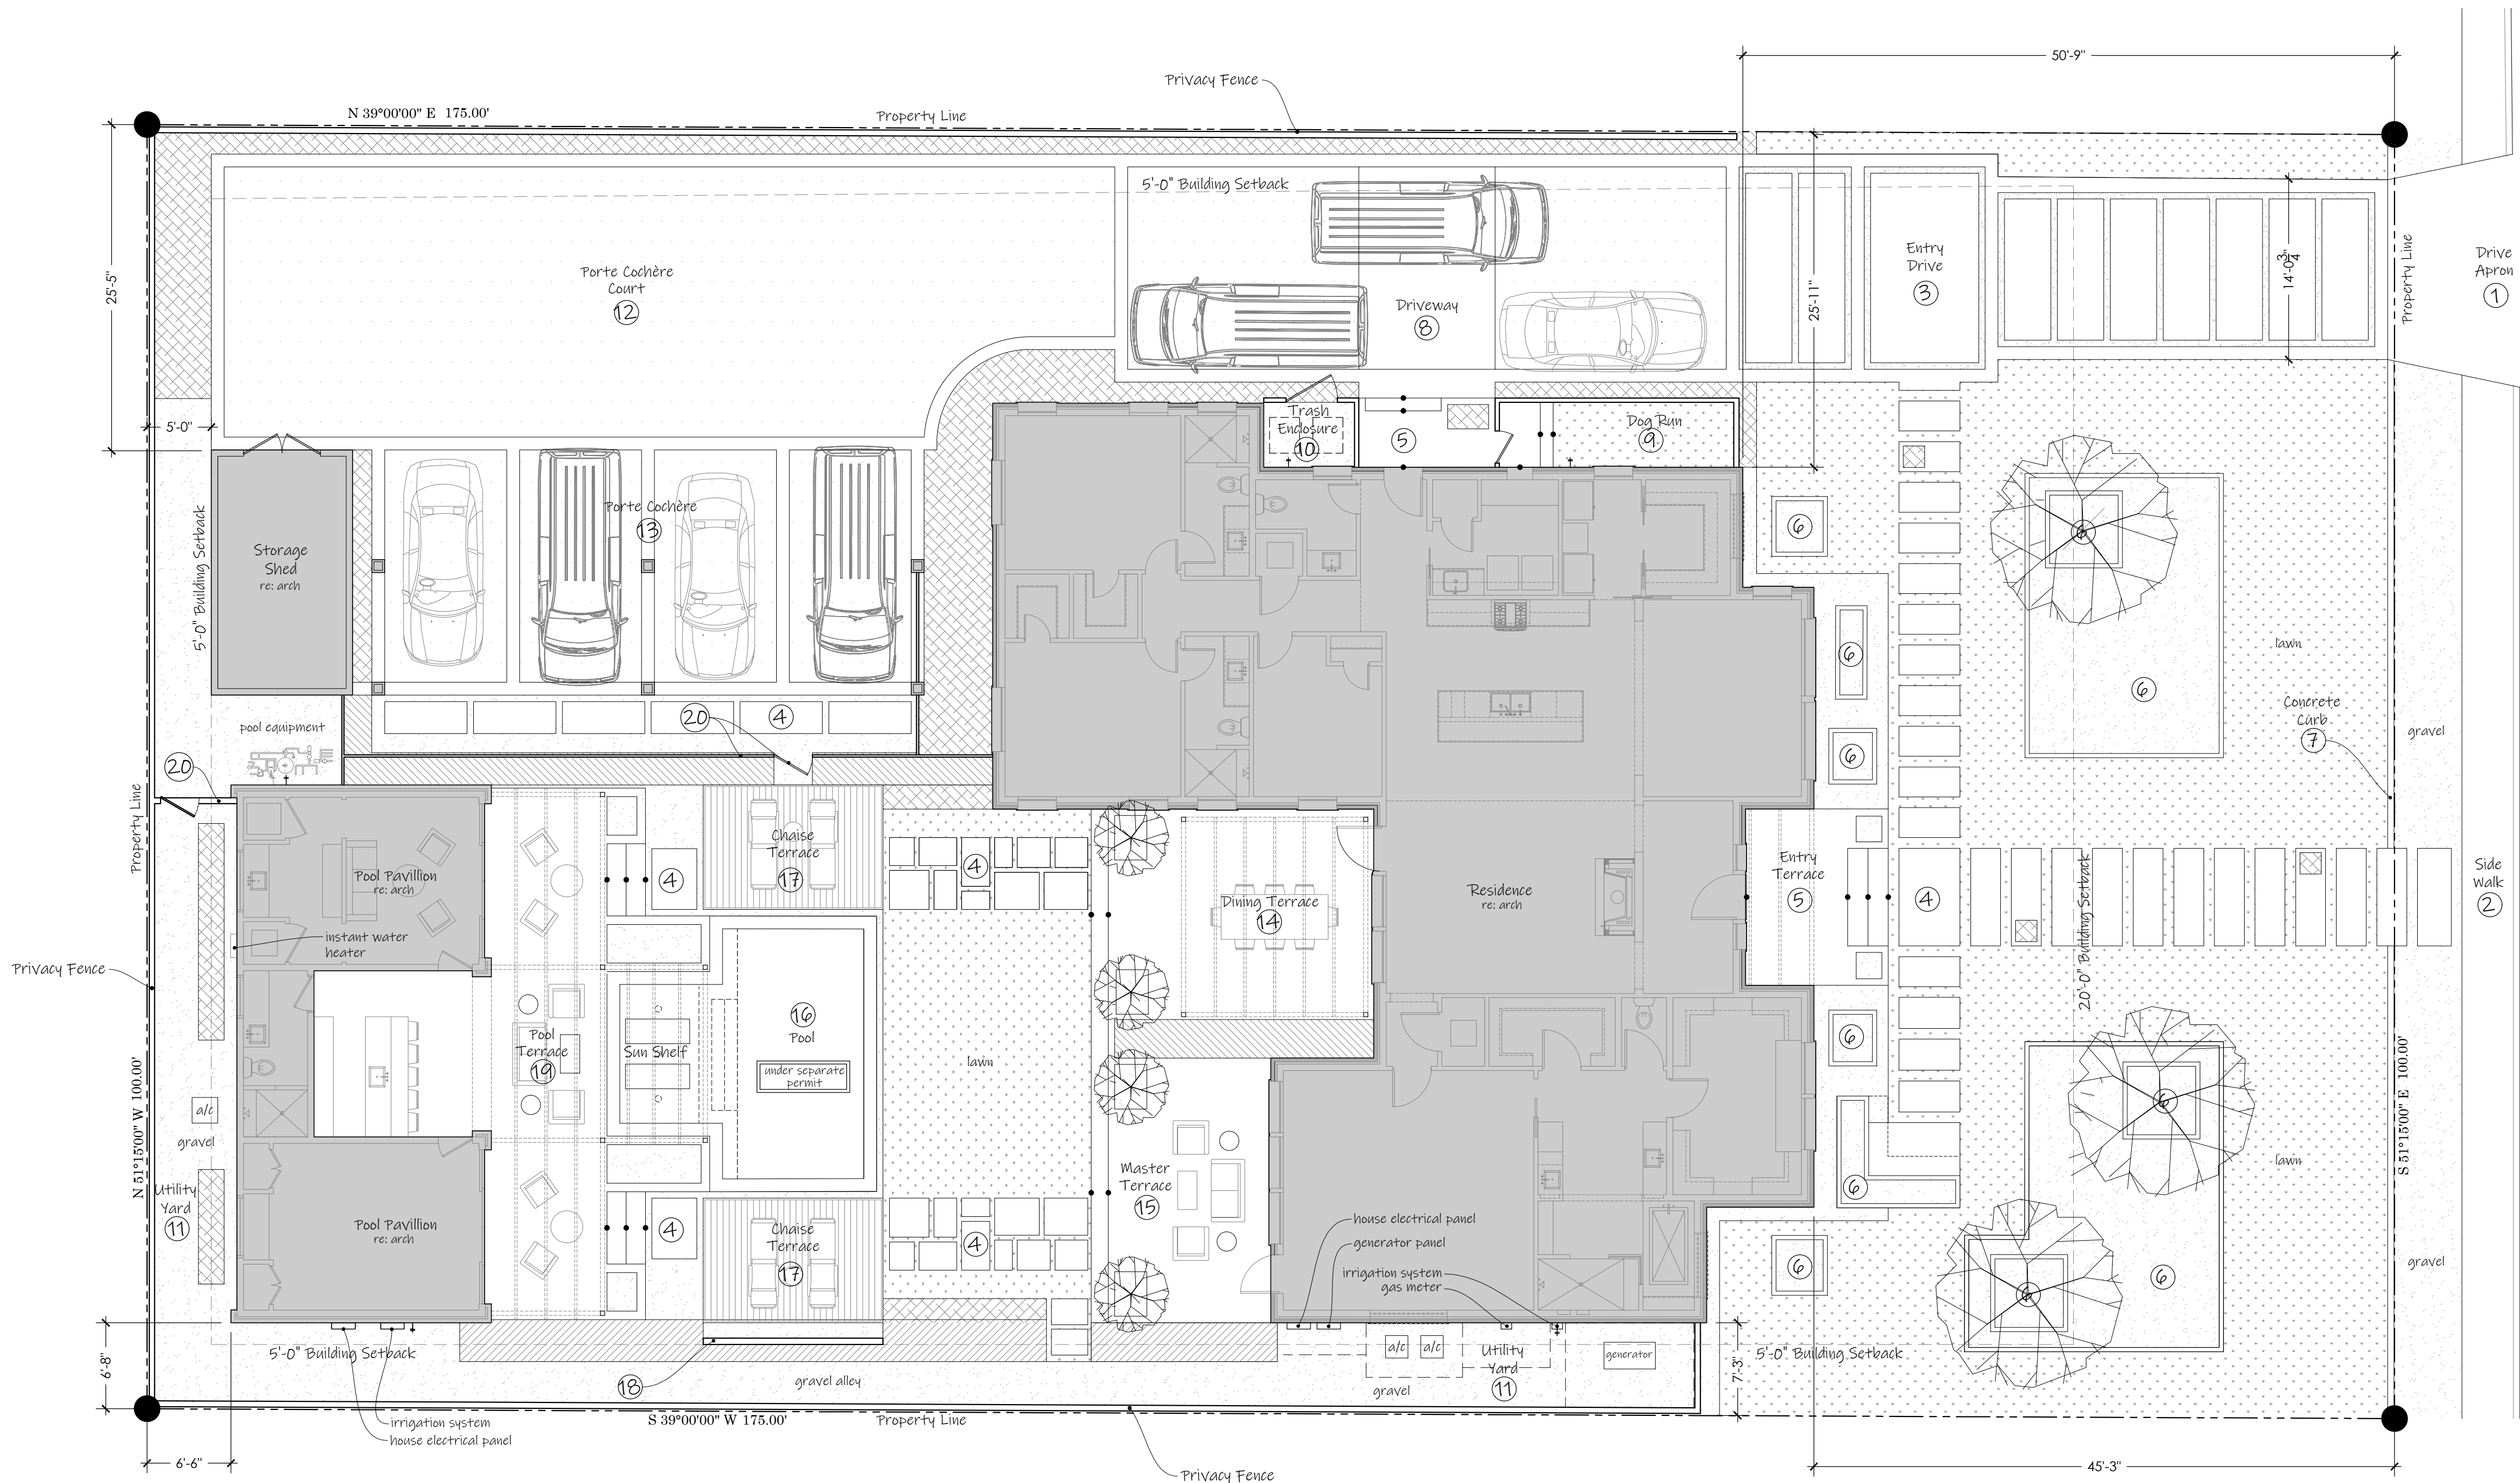 50'-9"
Privacy Fence
N 39°00'00" E  175.00'
Property Line
5'-0" Building Setback
Porte Cochère
Court
12
Driveway
8
Entry
Drive
3
Property Line
Drive
Apron
1
14'-0 3/4"
25'-11"
25'-5"
5'-0"
Trash
Enclosure
10
5
Dog Run
9
6
6
Porte Cochère
13
Storage
Shed
re: arch
5'-0" Building Setback
6
lawn
6
Concrete
Curb
7
gravel
20
4
pool equipment
20
6
Property Line
Chaise
Terrace
17
Pool Pavillion
re: arch
4
4
Entry
Terrace
5
4
Side
Walk
2
Residence
re: arch
Dining Terrace
14
instant water
heater
Privacy Fence
20'-0" Building Setback
16
Pool
under separate
permit
Pool
Terrace
19
Sun Shelf
lawn
6
6
a/c
gravel
N 51°15'00" W  100.00'
S 51°15'00" E  100.00'
lawn
Utility
Yard
11
Master
Terrace
15
6
Pool Pavillion
re: arch
4
Chaise
Terrace
17
4
house electrical panel
generator panel
irrigation system
gas meter
6
6
6
gravel
5'-0" Building Setback
6'-8"
18
gravel alley
a/c
a/c
gravel
Utility
Yard
11
generator
7'-3"
5'-0" Building Setback
irrigation system
house electrical panel
S 39°00'00" W  175.00'
Property Line
6'-6"
Privacy Fence
45'-3"